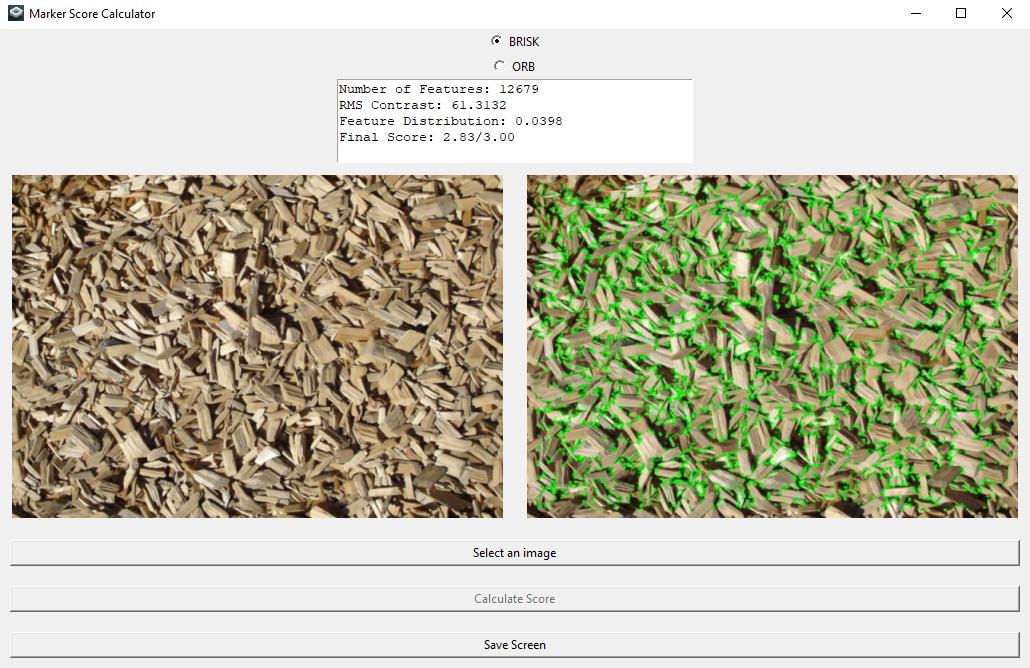 Marker Score Calculator
BRISK
ORB
Number of Features: 12679
RMS Contrast: 61.3132
Feature Distribution: 0.0398
Final Score: 2.83/3.00
Select an image
Calculate Score
Save Screen